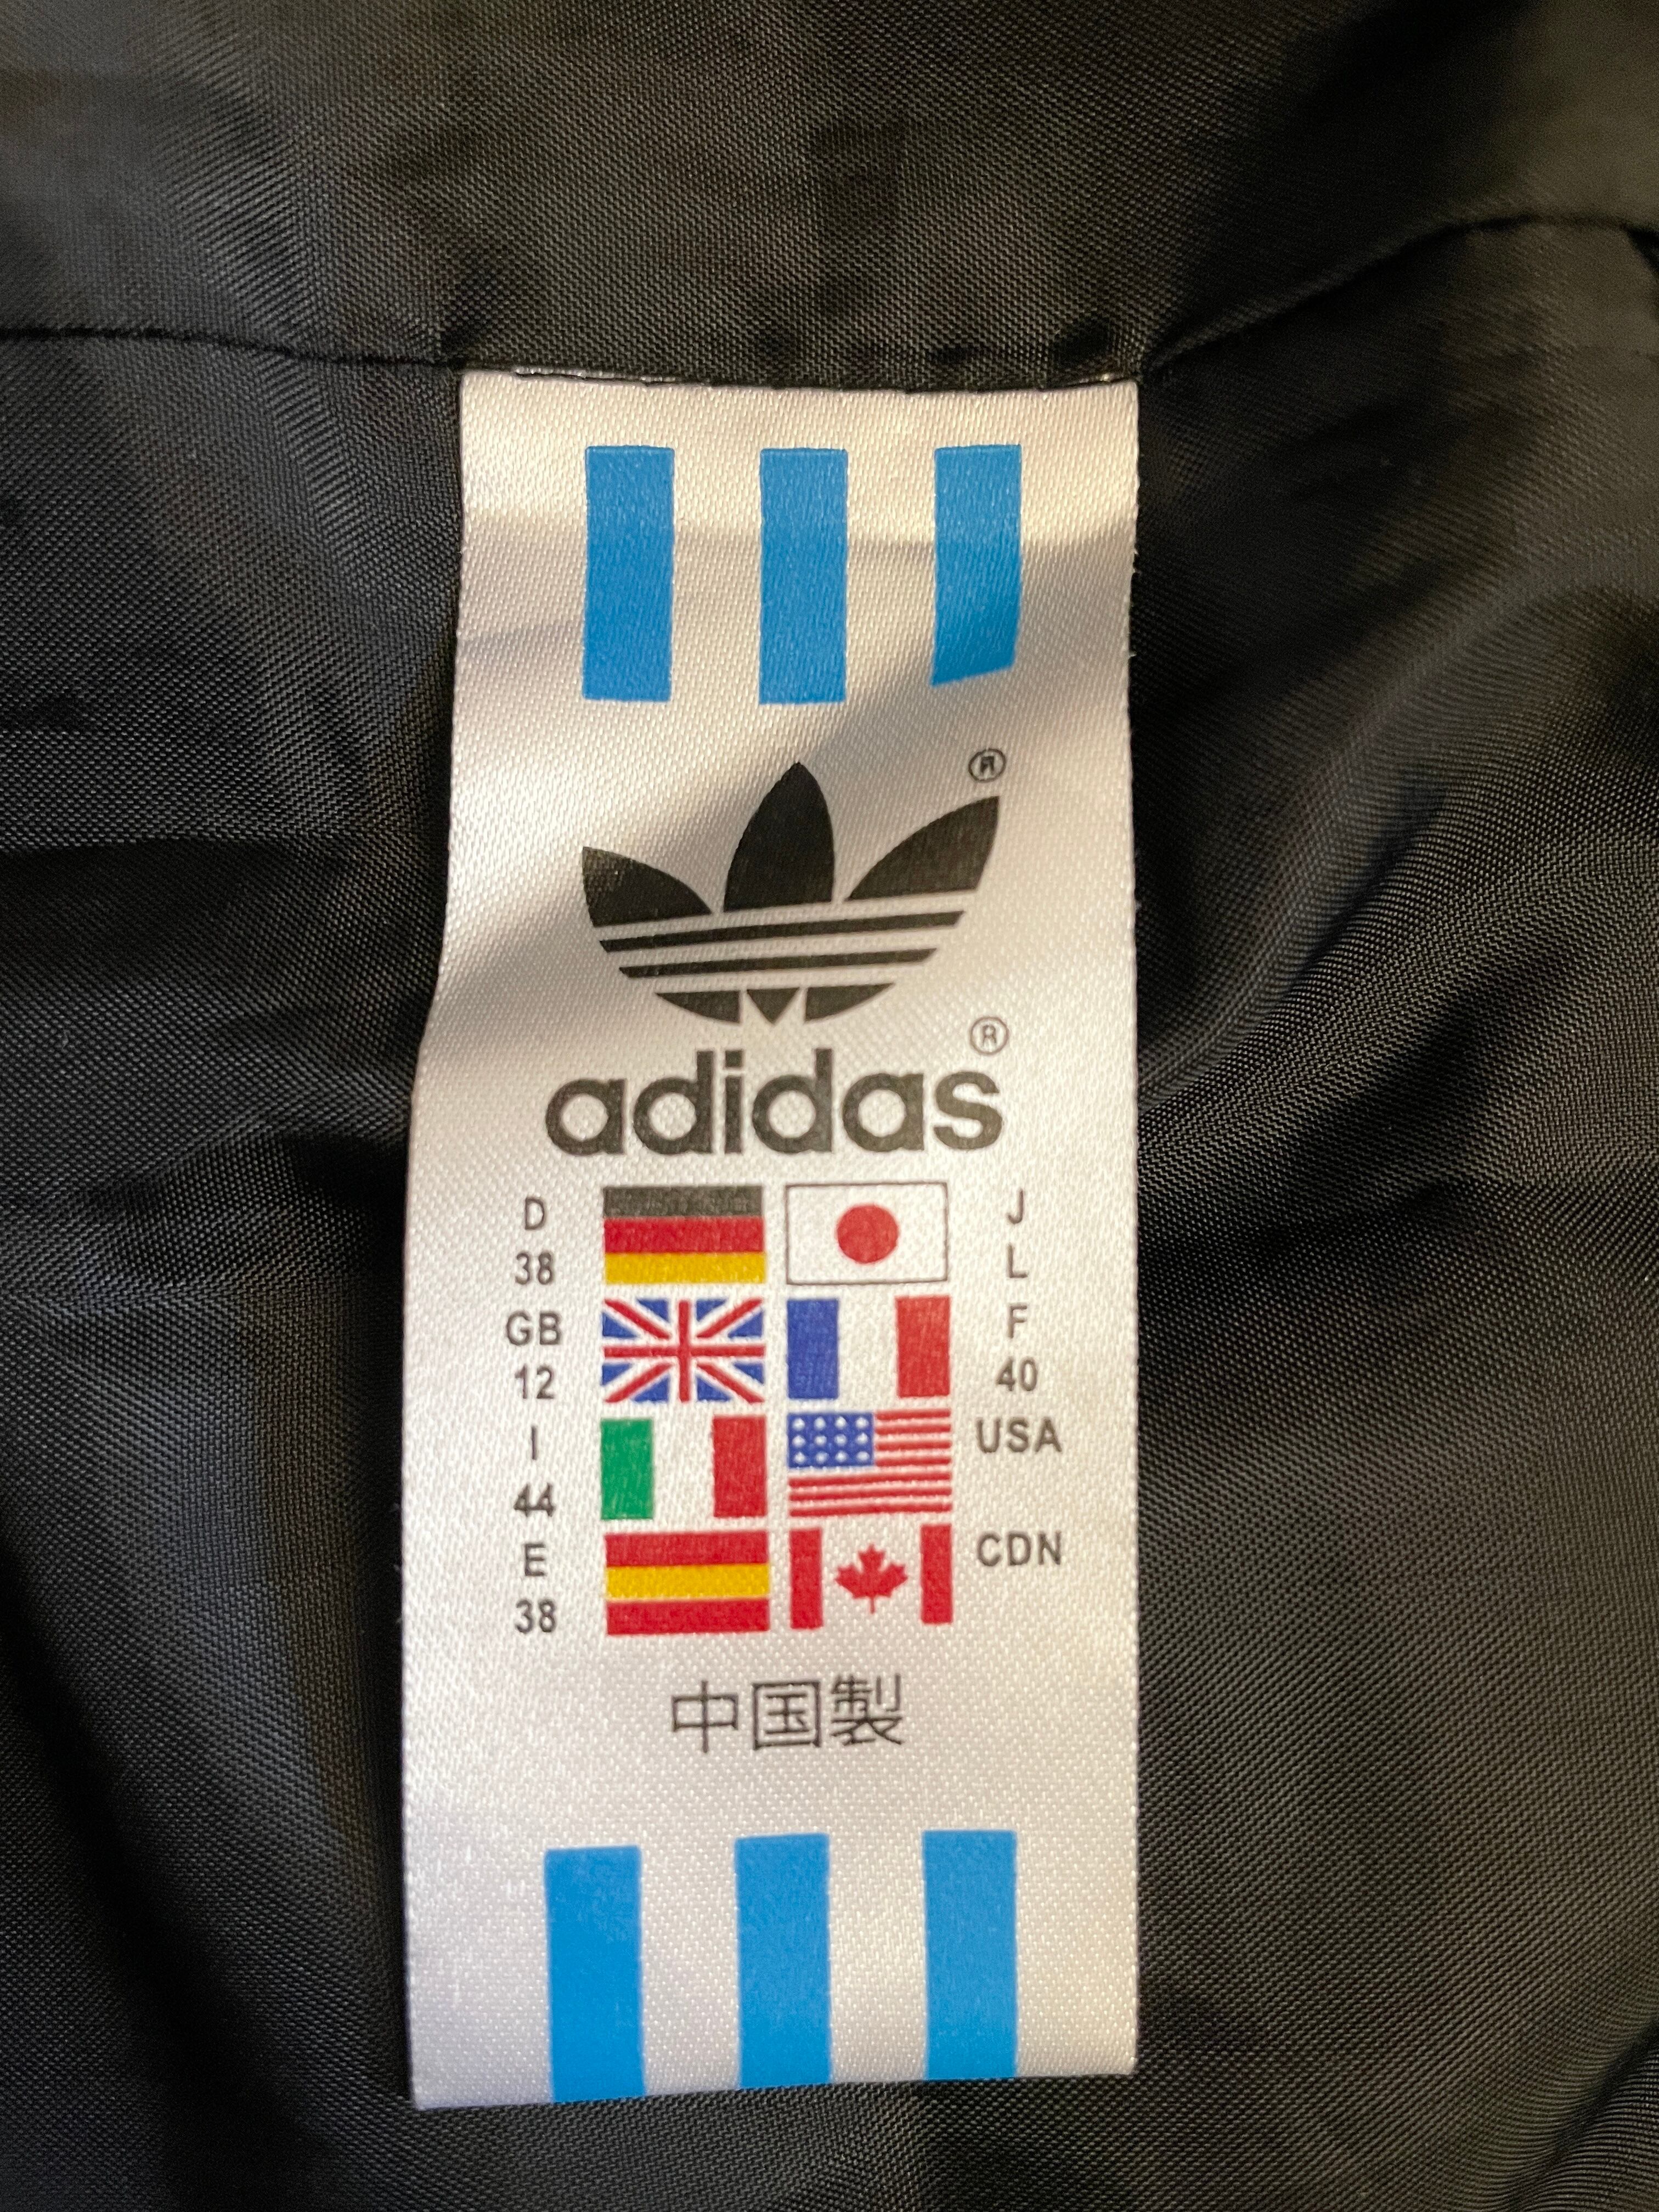 ®
®
adidas
D J
38 L
GB F
12 40
I USA
44
E CDN
38
中国製